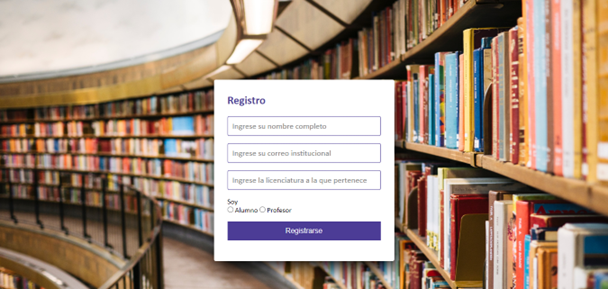 Registro
Ingrese su nombre completo
Ingrese su correo institucional
Ingrese la licenciatura a la que pertenece
Soy
Alumno Profesor
Registrarse